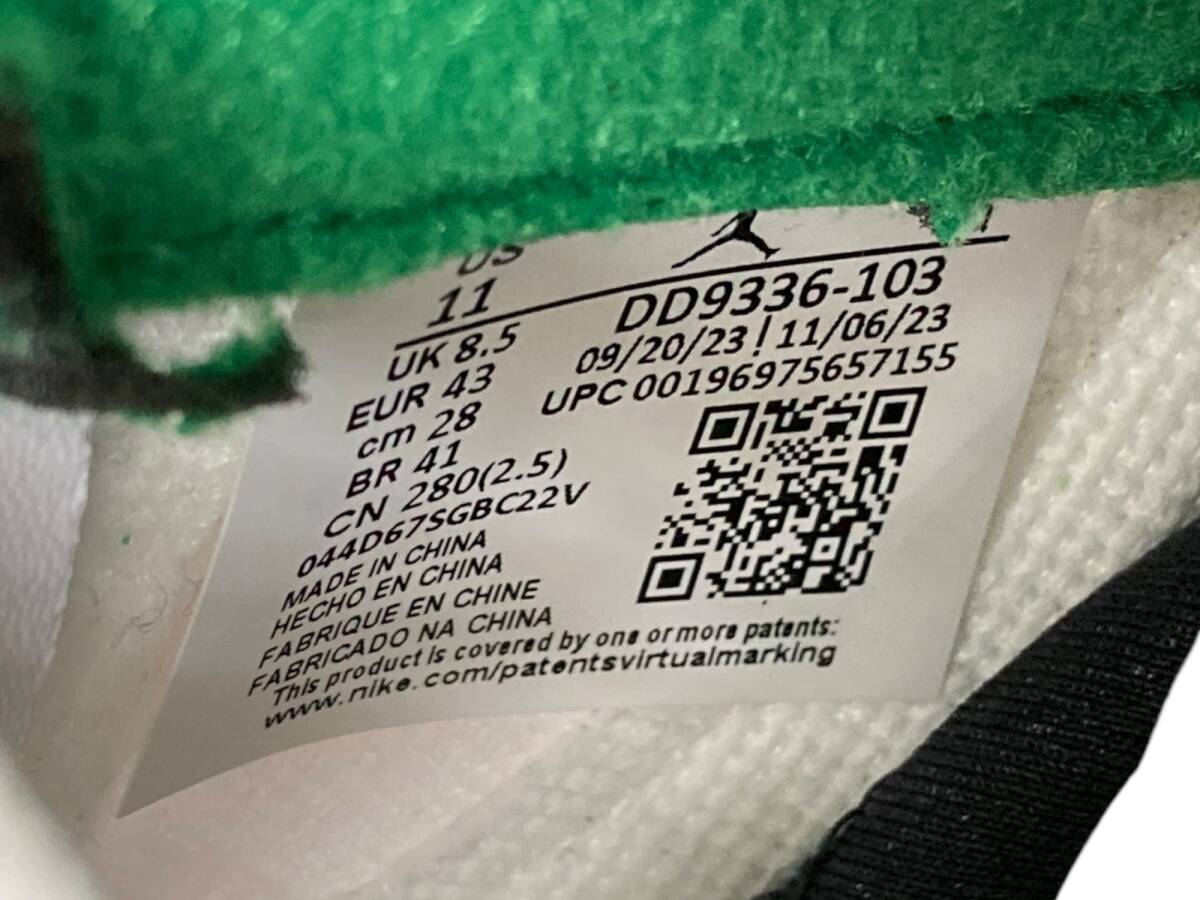 US
11
UK 8.5
EUR 43
cm 28
BR 41
CN 280(2.5)
044D67SGBC22V
MADE IN CHINA
HECHO EN CHINA
FABRIQUE EN CHINE
FABRICADO NA CHINA
This product is covered by one or more patents:
www.nike.com/patentsvirtualmarking
DD9336-103
09/20/23 | 11/06/23
UPC 00196975657155